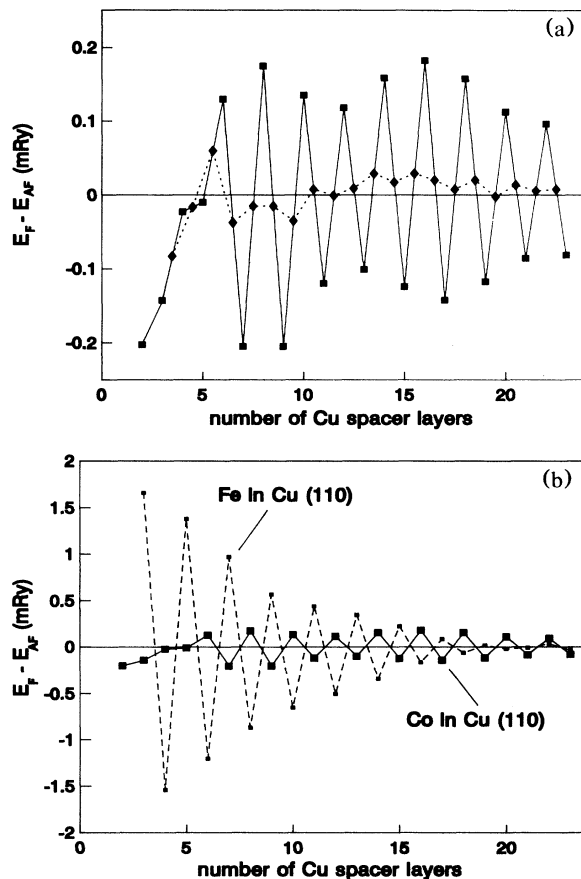 (a)
0.2
0.1
0
-0.1
-0.2
E_F - E_AF (mRy)
0 5 10 15 20
number of Cu spacer layers
(b)
2
1.5
1
0.5
0
-0.5
-1
-1.5
-2
E_F - E_AF (mRy)
Fe in Cu (110)
Co in Cu (110)
0 5 10 15 20
number of Cu spacer layers